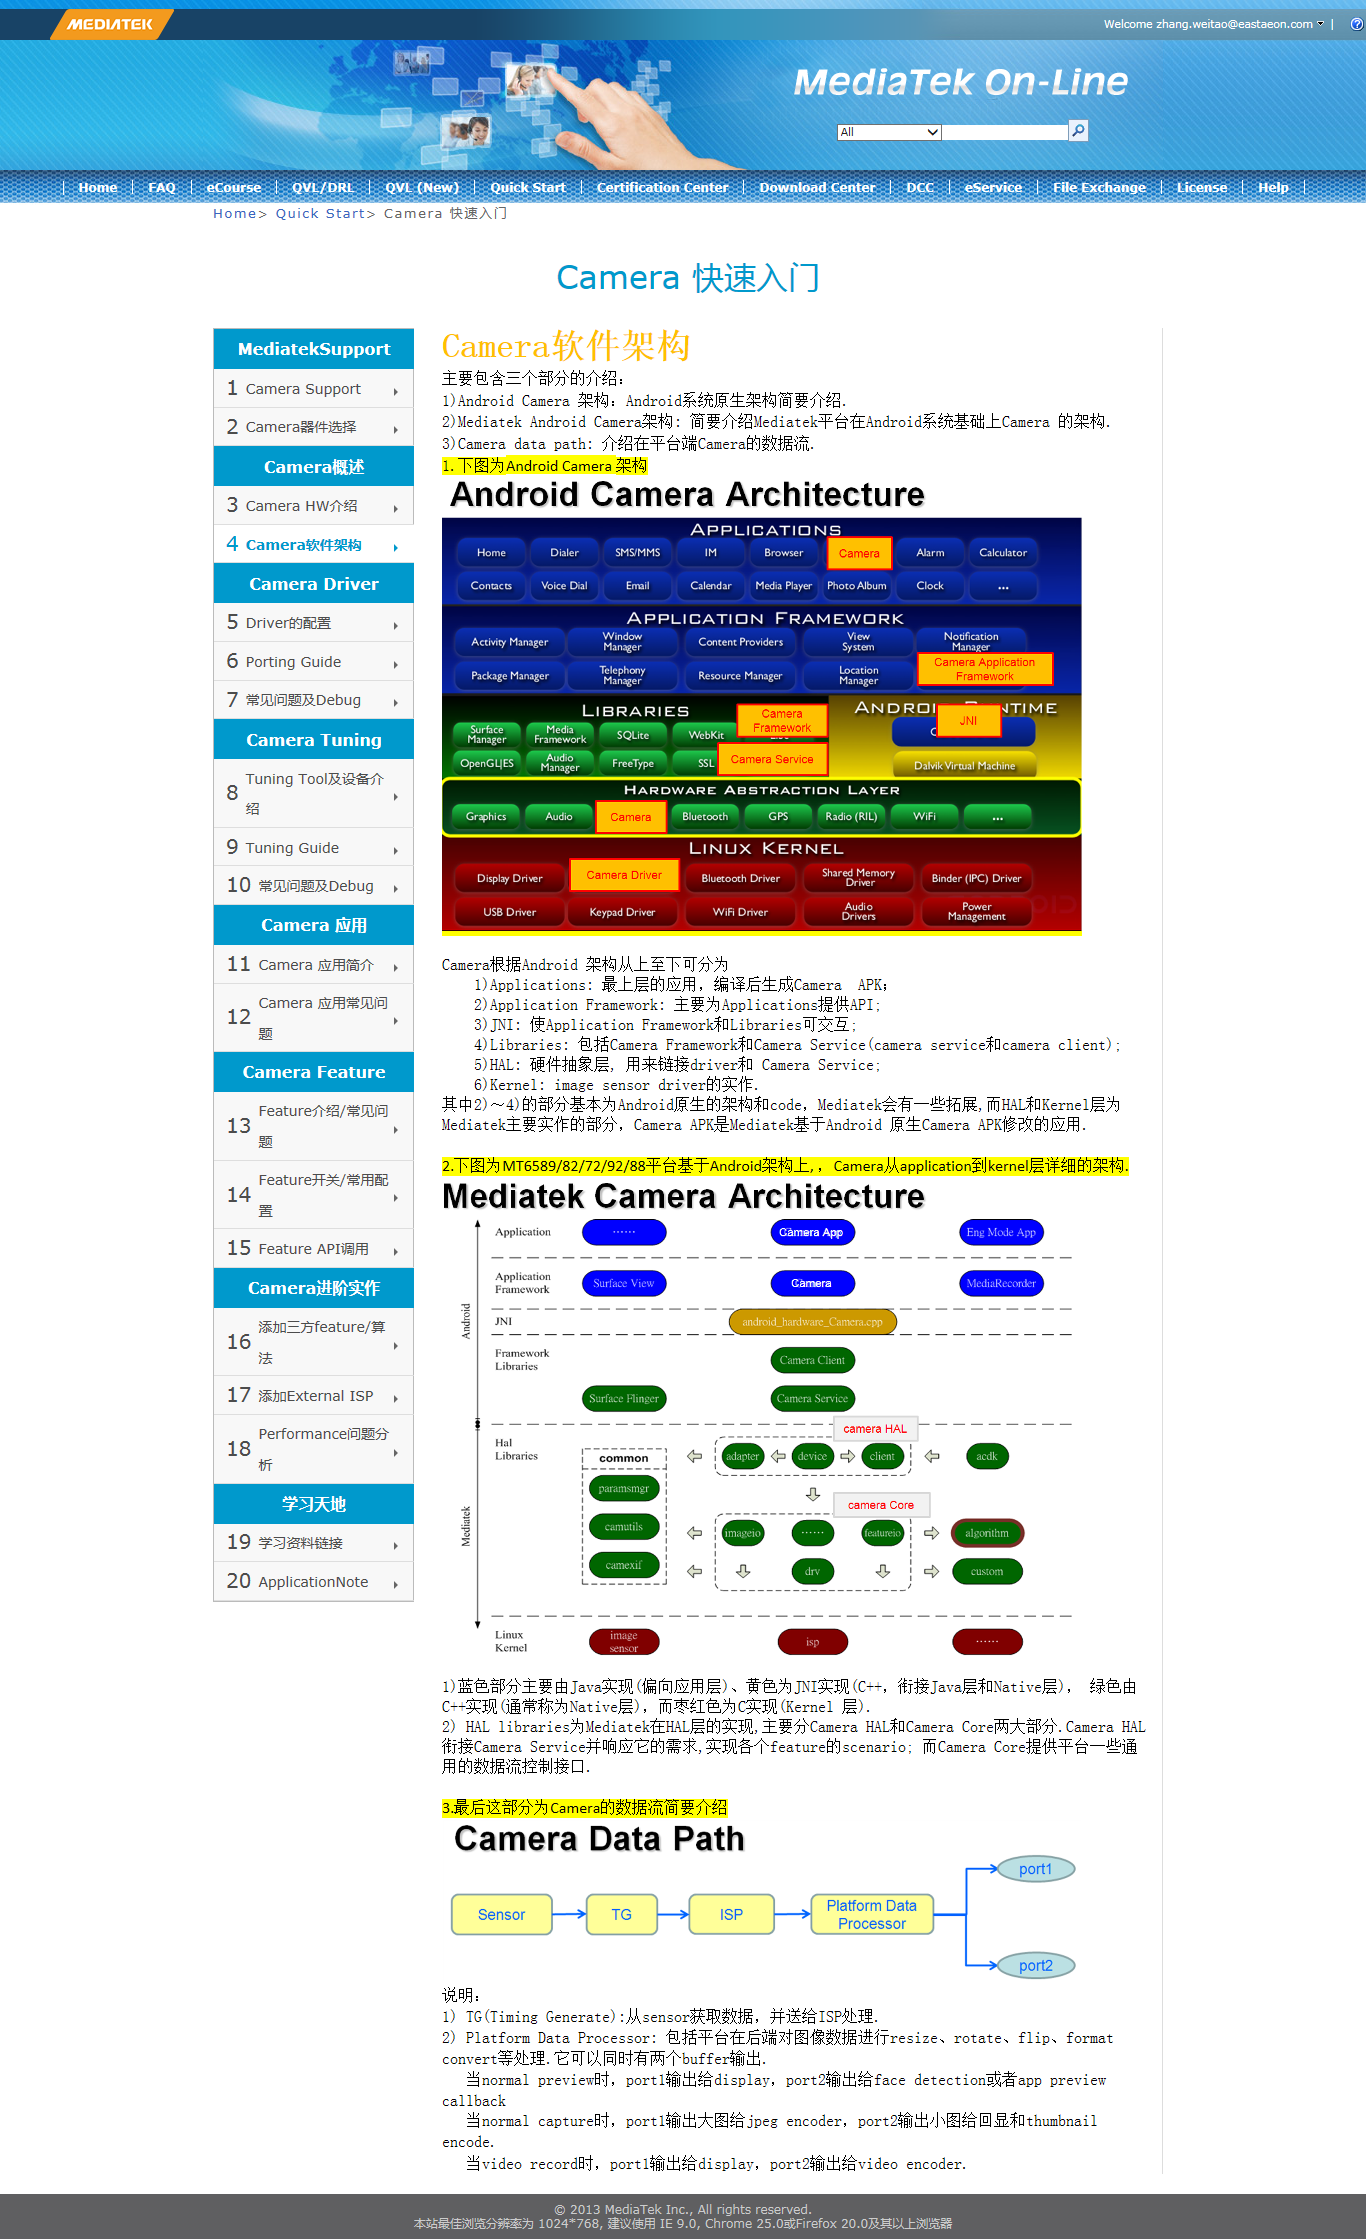 MEDIATEK
Welcome zhang.weitao@eastaeon.com |
MediaTek On-Line
All
Home FAQ eCourse QVL/DRL QVL (New) Quick Start Certification Center Download Center DCC eService File Exchange License Help
Home> Quick Start> Camera 快速入门
Camera 快速入门
MediatekSupport
1 Camera Support
2 Camera器件选择
Camera概述
3 Camera HW介绍
4 Camera软件架构
Camera Driver
5 Driver的配置
6 Porting Guide
7 常见问题及Debug
Camera Tuning
8 Tuning Tool及设备介
绍
9 Tuning Guide
10 常见问题及Debug
Camera 应用
11 Camera 应用简介
12 Camera 应用常见问
题
Camera Feature
13 Feature介绍/常见问
题
14 Feature开关/常用配
置
15 Feature API调用
Camera进阶实作
16 添加三方feature/算
法
17 添加External ISP
18 Performance问题分
析
学习天地
19 学习资料链接
20 ApplicationNote
Camera软件架构
主要包含三个部分的介绍：
1)Android Camera 架构：Android系统原生架构简要介绍.
2)Mediatek Android Camera架构: 简要介绍Mediatek平台在Android系统基础上Camera 的架构.
3)Camera data path: 介绍在平台端Camera的数据流.
1. 下图为Android Camera 架构
Android Camera Architecture
APPLICATIONS
Home Dialer SMS/MMS IM Browser Camera Alarm Calculator
Contacts Voice Dial Email Calendar Media Player Photo Album Clock ...
APPLICATION FRAMEWORK
Activity Manager Window Manager Content Providers View System Notification Manager
Package Manager Telephony Manager Resource Manager Location Manager Camera Application Framework
LIBRARIES
Camera Framework
Surface Manager Media Framework SQLite WebKit
OpenGL|ES Audio Manager FreeType SSL Camera Service
JNI
Dalvik Virtual Machine
HARDWARE ABSTRACTION LAYER
Graphics Audio Camera Bluetooth GPS Radio (RIL) WiFi ...
LINUX KERNEL
Display Driver Camera Driver Bluetooth Driver Shared Memory Driver Binder (IPC) Driver
USB Driver Keypad Driver WiFi Driver Audio Drivers Power Management
Camera根据Android 架构从上至下可分为
1)Applications: 最上层的应用，编译后生成Camera APK;
2)Application Framework: 主要为Applications提供API;
3)JNI: 使Application Framework和Libraries可交互;
4)Libraries: 包括Camera Framework和Camera Service(camera service和camera client);
5)HAL: 硬件抽象层, 用来链接driver和 Camera Service;
6)Kernel: image sensor driver的实作.
其中2)～4)的部分基本为Android原生的架构和code，Mediatek会有一些拓展,而HAL和Kernel层为
Mediatek主要实作的部分，Camera APK是Mediatek基于Android 原生Camera APK修改的应用.
2.下图为MT6589/82/72/92/88平台基于Android架构上,，Camera从application到kernel层详细的架构.
Mediatek Camera Architecture
Application ...... Camera App Eng Mode App
Application Framework Surface View Camera MediaRecorder
Android
JNI android_hardware_Camera.cpp
Framework Libraries Camera Client
Surface Flinger Camera Service
camera HAL
Hal Libraries common adapter device client acdk
paramsmgr
camera Core
Mediatek
camutils imageio ...... featureio algorithm
camexif drv custom
Linux Kernel image sensor isp ......
1)蓝色部分主要由Java实现(偏向应用层)、黄色为JNI实现(C++，衔接Java层和Native层)， 绿色由
C++实现(通常称为Native层)，而枣红色为C实现(Kernel 层).
2) HAL libraries为Mediatek在HAL层的实现,主要分Camera HAL和Camera Core两大部分.Camera HAL
衔接Camera Service并响应它的需求,实现各个feature的scenario; 而Camera Core提供平台一些通
用的数据流控制接口.
3.最后这部分为Camera的数据流简要介绍
Camera Data Path
port1
Sensor TG ISP Platform Data Processor
port2
说明：
1) TG(Timing Generate):从sensor获取数据，并送给ISP处理.
2) Platform Data Processor: 包括平台在后端对图像数据进行resize、rotate、flip、format
convert等处理.它可以同时有两个buffer输出.
当normal preview时，port1输出给display，port2输出给face detection或者app preview
callback
当normal capture时，port1输出大图给jpeg encoder，port2输出小图给回显和thumbnail
encode.
当video record时，port1输出给display，port2输出给video encoder.
© 2013 MediaTek Inc., All rights reserved.
本站最佳浏览分辨率为 1024*768, 建议使用 IE 9.0, Chrome 25.0或Firefox 20.0及其以上浏览器